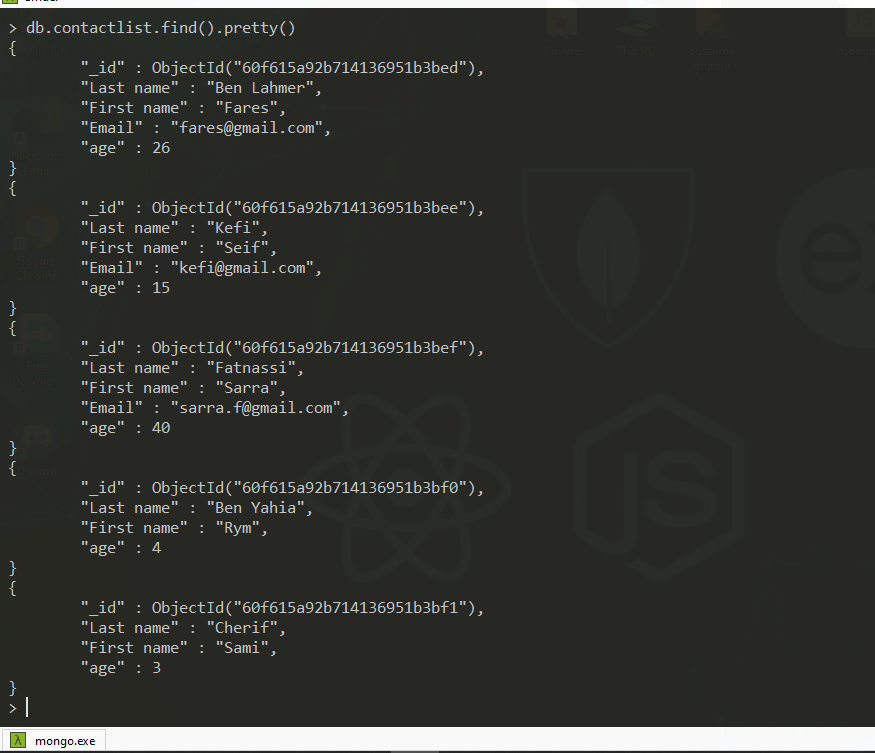 > db.contactlist.find().pretty()
{
"_id" : ObjectId("60f615a92b714136951b3bed"),
"Last name" : "Ben Lahmer",
"First name" : "Fares",
"Email" : "fares@gmail.com",
"age" : 26
}
{
"_id" : ObjectId("60f615a92b714136951b3bee"),
"Last name" : "Kefi",
"First name" : "Seif",
"Email" : "kefi@gmail.com",
"age" : 15
}
{
"_id" : ObjectId("60f615a92b714136951b3bef"),
"Last name" : "Fatnassi",
"First name" : "Sarra",
"Email" : "sarra.f@gmail.com",
"age" : 40
}
{
"_id" : ObjectId("60f615a92b714136951b3bf0"),
"Last name" : "Ben Yahia",
"First name" : "Rym",
"age" : 4
}
{
"_id" : ObjectId("60f615a92b714136951b3bf1"),
"Last name" : "Cherif",
"First name" : "Sami",
"age" : 3
}
>
JS
λ mongo.exe